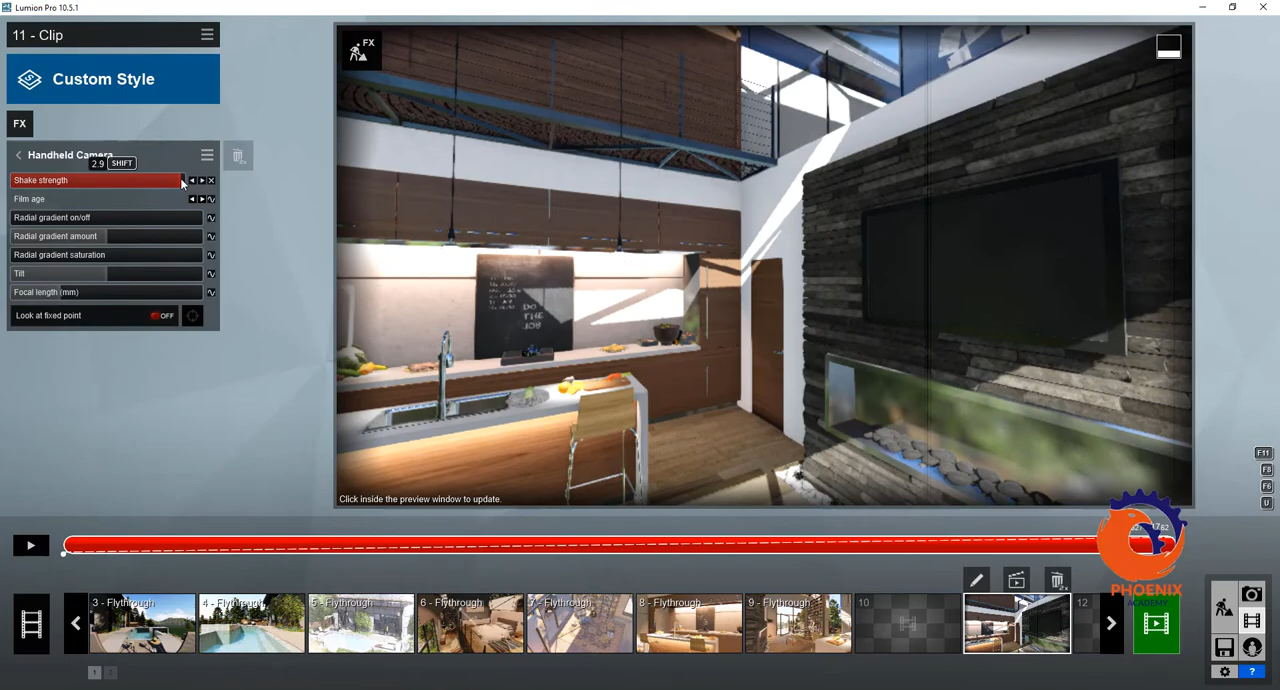 Lumion Pro 10.5.1
11 - Clip
Custom Style
FX
Handheld Camera
2.9 SHIFT
Shake strength
Film age
Radial gradient on/off
Radial gradient amount
Radial gradient saturation
Tilt
Focal length (mm)
Look at fixed point OFF
FX
DO
THE
JOB
Click inside the preview window to update.
F11
F8
F6
U
PHOENIX
ACADEMY
3 - Flythrough
4 - Flythrough
5 - Flythrough
6 - Flythrough
7 - Flythrough
8 - Flythrough
9 - Flythrough
10
12
1
2
?